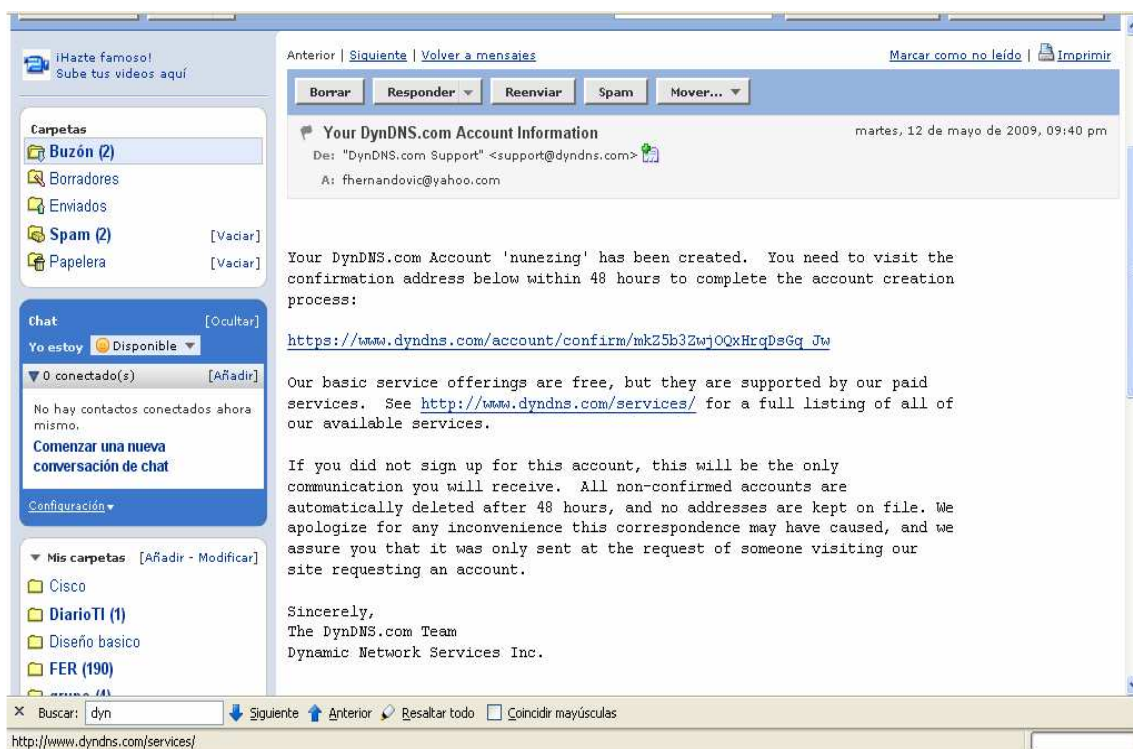 ¡Hazte famoso!
Sube tus videos aquí
Carpetas
Buzón (2)
Borradores
Enviados
Spam (2) [Vaciar]
Papelera [Vaciar]
Chat [Ocultar]
Yo estoy Disponible
0 conectado(s) [Añadir]
No hay contactos conectados ahora
mismo.
Comenzar una nueva
conversación de chat
Configuración
Mis carpetas [Añadir - Modificar]
Cisco
DiarioTI (1)
Diseño basico
FER (190)
Anterior | Siguiente | Volver a mensajes
Marcar como no leído | Imprimir
Borrar Responder Reenviar Spam Mover...
Your DynDNS.com Account Information martes, 12 de mayo de 2009, 09:40 pm
De: "DynDNS.com Support" <support@dyndns.com>
A: fhernandovic@yahoo.com
Your DynDNS.com Account 'nunezing' has been created. You need to visit the
confirmation address below within 48 hours to complete the account creation
process:
https://www.dyndns.com/account/confirm/mkZ5b3ZwjOQxHrqDsGq_Jw
Our basic service offerings are free, but they are supported by our paid
services. See http://www.dyndns.com/services/ for a full listing of all of
our available services.
If you did not sign up for this account, this will be the only
communication you will receive. All non-confirmed accounts are
automatically deleted after 48 hours, and no addresses are kept on file. We
apologize for any inconvenience this correspondence may have caused, and we
assure you that it was only sent at the request of someone visiting our
site requesting an account.
Sincerely,
The DynDNS.com Team
Dynamic Network Services Inc.
Buscar: dyn Siguiente Anterior Resaltar todo Coincidir mayúsculas
http://www.dyndns.com/services/